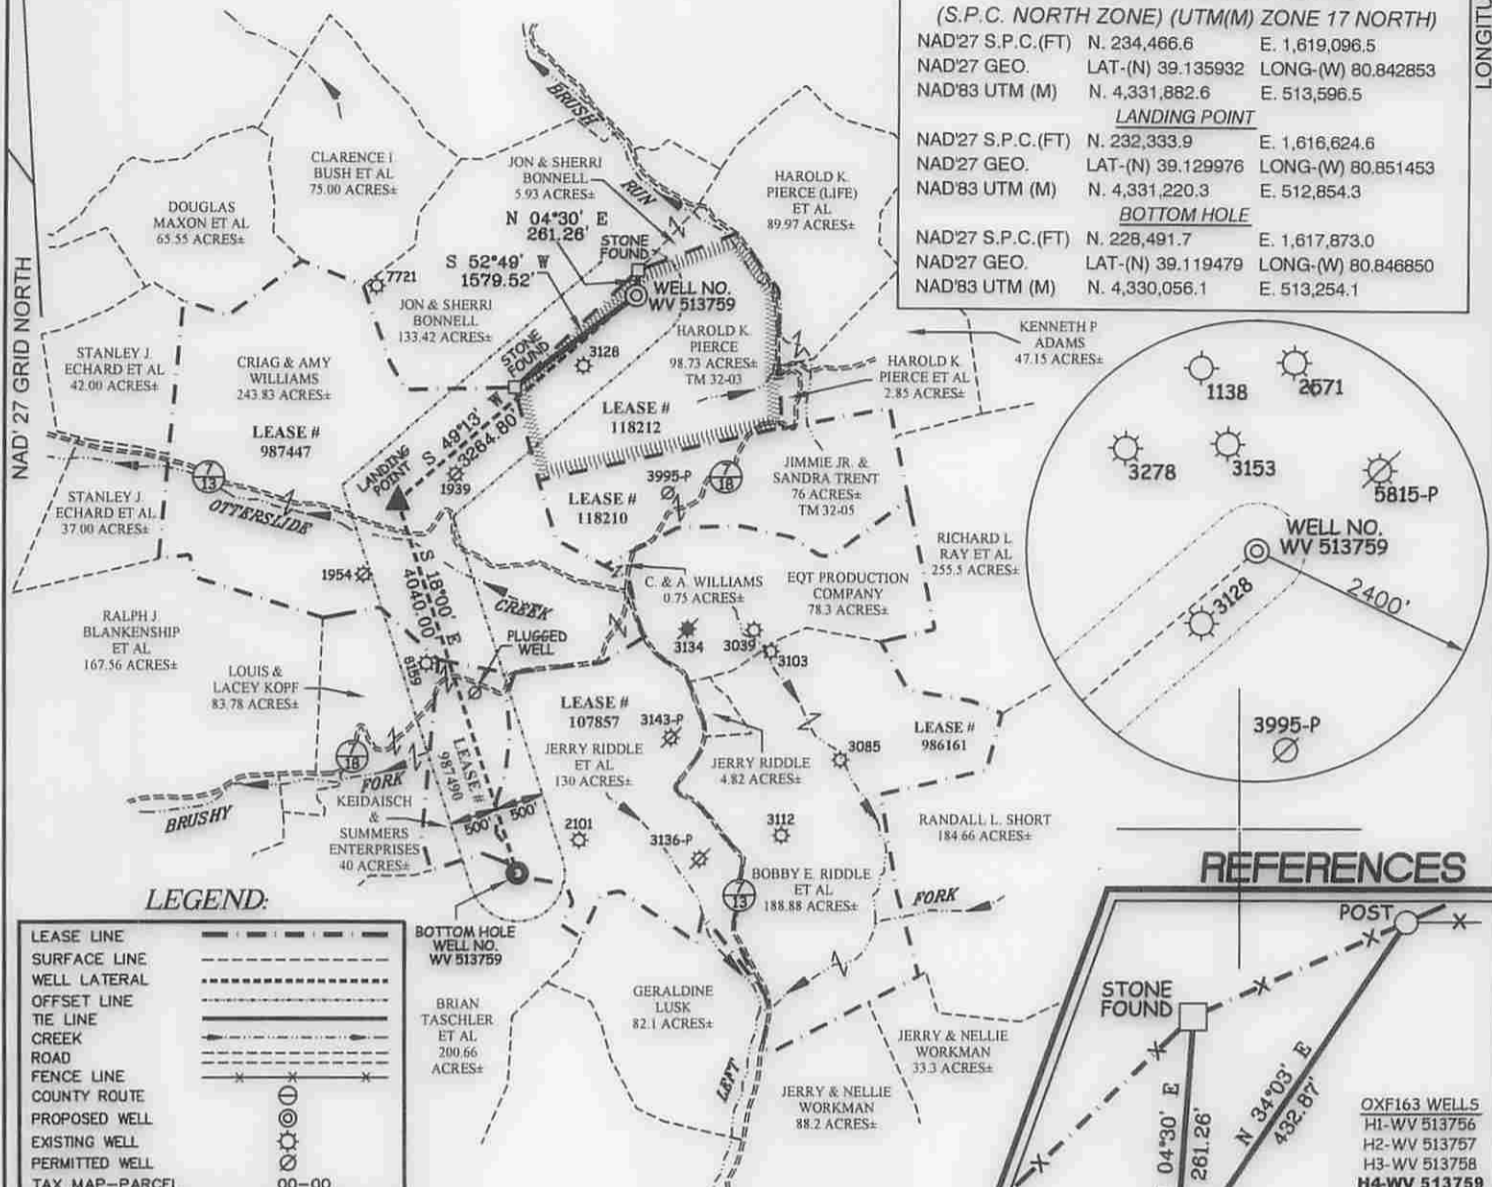 (S.P.C. NORTH ZONE) (UTM(M) ZONE 17 NORTH)
NAD'27 S.P.C.(FT) N. 234,466.6 E. 1,619,096.5
NAD'27 GEO. LAT-(N) 39.135932 LONG-(W) 80.842853
NAD'83 UTM (M) N. 4,331,882.6 E. 513,596.5
LANDING POINT
NAD'27 S.P.C.(FT) N. 232,333.9 E. 1,616,624.6
NAD'27 GEO. LAT-(N) 39.129976 LONG-(W) 80.851453
NAD'83 UTM (M) N. 4,331,220.3 E. 512,854.3
BOTTOM HOLE
NAD'27 S.P.C.(FT) N. 228,491.7 E. 1,617,873.0
NAD'27 GEO. LAT-(N) 39.119479 LONG-(W) 80.846850
NAD'83 UTM (M) N. 4,330,056.1 E. 513,254.1
NAD' 27 GRID NORTH
BRUSH
RUN
CLARENCE I
BUSH ET AL
75.00 ACRES±
DOUGLAS
MAXON ET AL
65.55 ACRES±
JON & SHERRI
BONNELL
5.93 ACRES±
N 04°30' E
261.26'
STONE
FOUND
HAROLD K.
PIERCE (LIFE)
ET AL
89.97 ACRES±
S 52°49' W
1579.52'
7721
WELL NO.
WV 513759
JON & SHERRI
BONNELL
133.42 ACRES±
STONE
FOUND
3128
HAROLD K.
PIERCE
98.73 ACRES±
TM 32-03
KENNETH P
ADAMS
47.15 ACRES±
HAROLD K
PIERCE ET AL
2.85 ACRES±
STANLEY J.
ECHARD ET AL
42.00 ACRES±
CRIAG & AMY
WILLIAMS
243.83 ACRES±
LEASE #
987447
LEASE #
118212
S 49°13' W
3264.80'
LANDING
POINT
1939
3995-P
7
18
JIMMIE JR. &
SANDRA TRENT
76 ACRES±
TM 32-05
LEASE #
118210
7
13
OTTERSLIDE
CREEK
STANLEY J.
ECHARD ET AL
37.00 ACRES±
RICHARD L
RAY ET AL
255.5 ACRES±
1954
S 18°00' E
4040.00'
C. & A. WILLIAMS
0.75 ACRES±
EQT PRODUCTION
COMPANY
78.3 ACRES±
RALPH J.
BLANKENSHIP
ET AL
167.56 ACRES±
PLUGGED
WELL
3134
3039
3103
8159
LOUIS &
LACEY KOPF
83.78 ACRES±
LEASE #
107857
3143-P
LEASE #
986161
JERRY RIDDLE
ET AL
130 ACRES±
JERRY RIDDLE
4.82 ACRES±
3085
7
18
FORK
BRUSHY
LEASE #
987490
KEIDAISCH
&
SUMMERS
ENTERPRISES
40 ACRES±
500'
500'
2101
3136-P
3112
RANDALL L. SHORT
184.66 ACRES±
BOBBY E. RIDDLE
ET AL
188.88 ACRES±
7
13
FORK
BOTTOM HOLE
WELL NO.
WV 513759
BRIAN
TASCHLER
ET AL
200.66
ACRES±
GERALDINE
LUSK
82.1 ACRES±
LEFT
JERRY & NELLIE
WORKMAN
33.3 ACRES±
JERRY & NELLIE
WORKMAN
88.2 ACRES±
1138
2671
3278
3153
5815-P
WELL NO.
WV 513759
3128
2400'
3995-P
LEGEND:
LEASE LINE
SURFACE LINE
WELL LATERAL
OFFSET LINE
TIE LINE
CREEK
ROAD
FENCE LINE
COUNTY ROUTE
PROPOSED WELL
EXISTING WELL
PERMITTED WELL
TAX MAP-PARCEL 00-00
REFERENCES
POST
STONE
FOUND
04°30' E
261.26'
N 34°03' E
432.87'
OXF163 WELLS
H1-WV 513756
H2-WV 513757
H3-WV 513758
H4-WV 513759